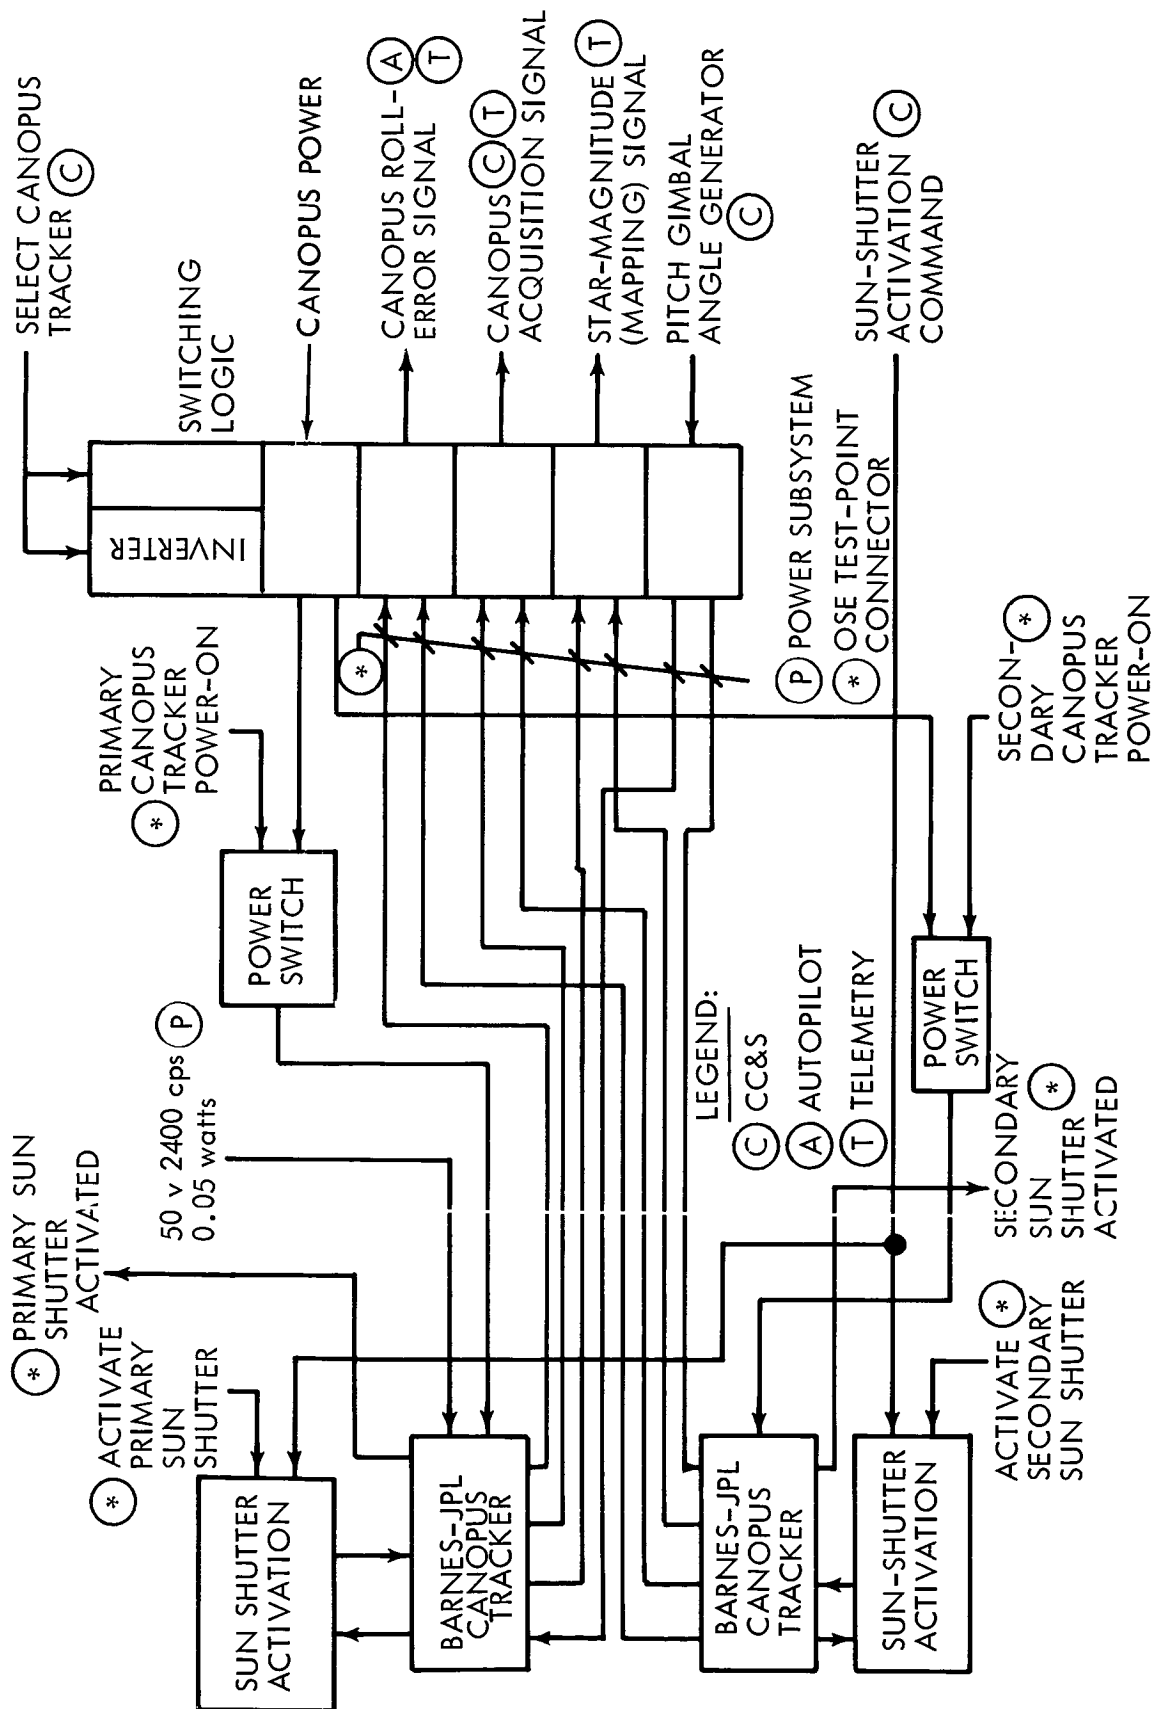 * PRIMARY SUN
SHUTTER
ACTIVATED
* ACTIVATE
PRIMARY
SUN
SHUTTER
SUN SHUTTER
ACTIVATION
50 v 2400 cps P
0.05 watts
BARNES-JPL
CANOPUS
TRACKER
PRIMARY
* CANOPUS
TRACKER
POWER-ON
POWER
SWITCH
SELECT CANOPUS
TRACKER C
SWITCHING
LOGIC
INVERTER
CANOPUS POWER
CANOPUS ROLL- A
ERROR SIGNAL T
CANOPUS C T
ACQUISITION SIGNAL
STAR-MAGNITUDE T
(MAPPING) SIGNAL
PITCH GIMBAL
ANGLE GENERATOR
C
SUN-SHUTTER
ACTIVATION C
COMMAND
*
LEGEND:
C CC&S
A AUTOPILOT
T TELEMETRY
P POWER SUBSYSTEM
* OSE TEST-POINT
CONNECTOR
BARNES-JPL
CANOPUS
TRACKER
SUN-SHUTTER
ACTIVATION
ACTIVATE *
SECONDARY
SUN SHUTTER
SECONDARY
SUN *
SHUTTER
ACTIVATED
POWER
SWITCH
SECON- *
DARY
CANOPUS
TRACKER
POWER-ON